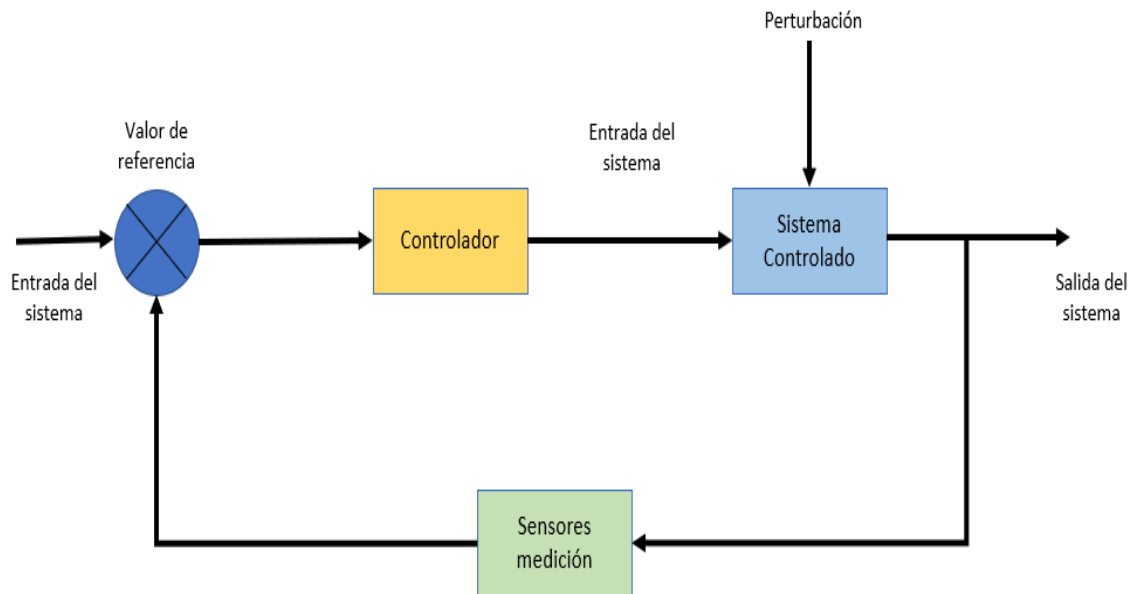 Perturbación
Valor de
referencia
Entrada del
sistema
Controlador
Sistema
Controlado
Entrada del
sistema
Salida del
sistema
Sensores
medición